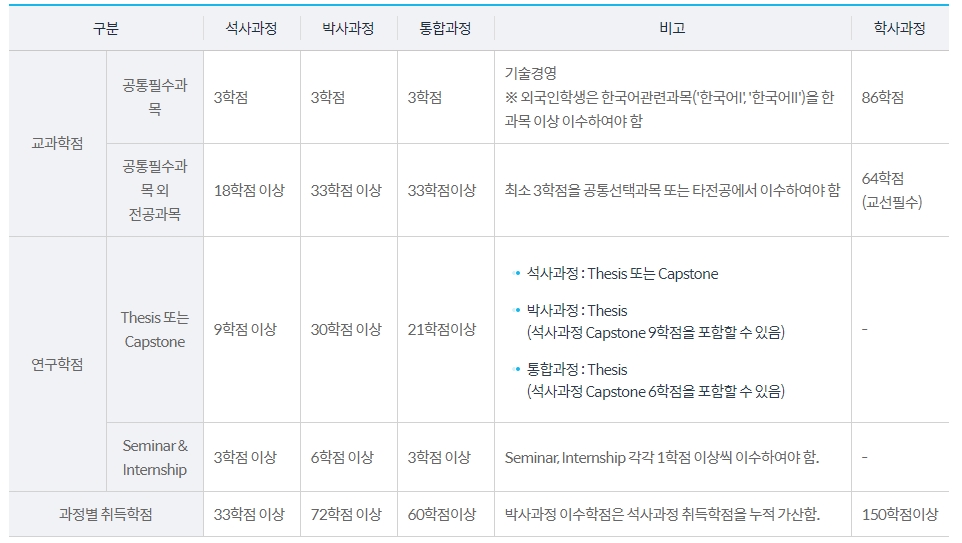 구분 석사과정 박사과정 통합과정 비고 학사과정
교과학점
공통필수과
목
3학점 3학점 3학점
기술경영
※ 외국인학생은 한국어관련과목('한국어I', '한국어II')을 한
과목 이상 이수하여야 함
86학점
공통필수과
목 외
전공과목
18학점 이상 33학점 이상 33학점이상 최소 3학점을 공통선택과목 또는 타전공에서 이수하여야 함
64학점
(교선필수)
연구학점
Thesis 또는
Capstone
9학점 이상 30학점 이상 21학점이상
• 석사과정 : Thesis 또는 Capstone
• 박사과정 : Thesis
(석사과정 Capstone 9학점을 포함할 수 있음)
• 통합과정 : Thesis
(석사과정 Capstone 6학점을 포함할 수 있음)
-
Seminar &
Internship
3학점 이상 6학점 이상 3학점 이상 Seminar, Internship 각각 1학점 이상씩 이수하여야 함. -
과정별 취득학점 33학점 이상 72학점 이상 60학점이상 박사과정 이수학점은 석사과정 취득학점을 누적 가산함. 150학점이상